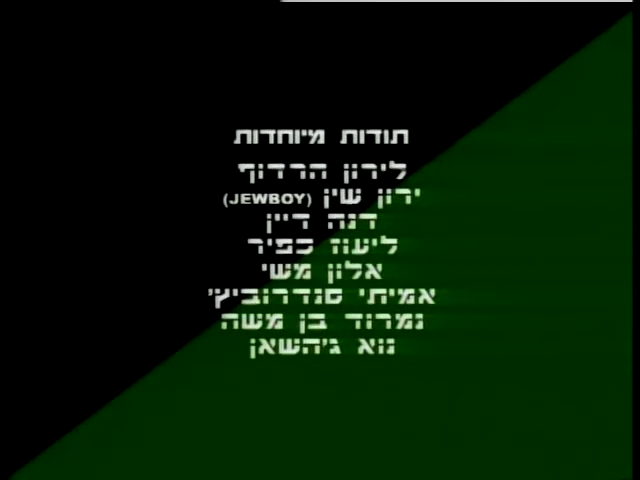 תודות מיוחדות
לירון הרדוף
ירון שין (JEWBOY)
דנה דיין
ליעוז כפיר
אלון משי
אמיתי סנדרוביץ'
נמרוד בן משה
נוא ג'השאן